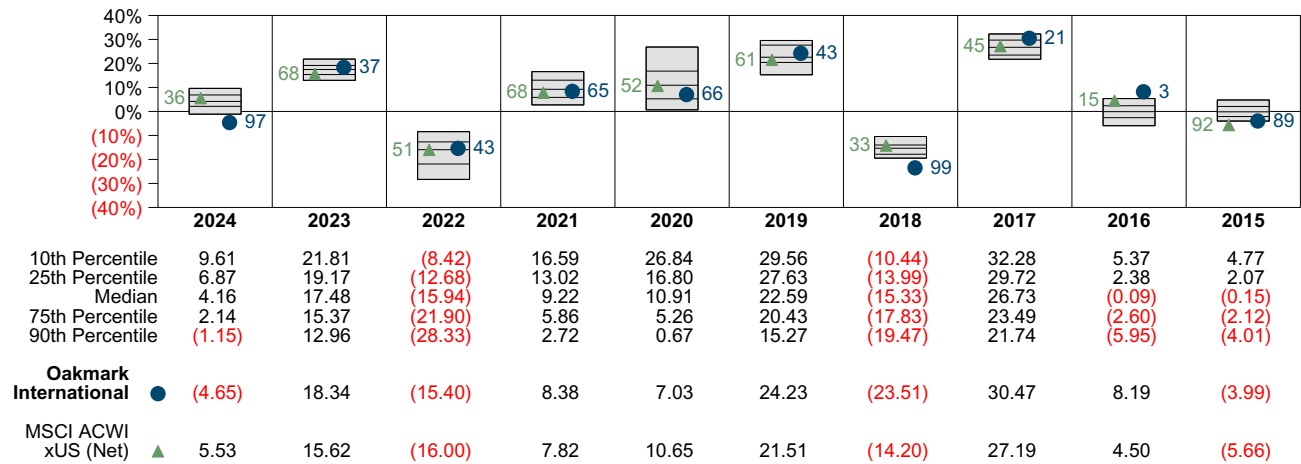 40%
30%
20%
10%
0%
(10%)
(20%)
(30%)
(40%)
36 97
68 37
51 43
68 65
52 66
61 43
33 99
45 21
15 3
92 89
2024 2023 2022 2021 2020 2019 2018 2017 2016 2015
10th Percentile 9.61 21.81 (8.42) 16.59 26.84 29.56 (10.44) 32.28 5.37 4.77
25th Percentile 6.87 19.17 (12.68) 13.02 16.80 27.63 (13.99) 29.72 2.38 2.07
Median 4.16 17.48 (15.94) 9.22 10.91 22.59 (15.33) 26.73 (0.09) (0.15)
75th Percentile 2.14 15.37 (21.90) 5.86 5.26 20.43 (17.83) 23.49 (2.60) (2.12)
90th Percentile (1.15) 12.96 (28.33) 2.72 0.67 15.27 (19.47) 21.74 (5.95) (4.01)
Oakmark
International (4.65) 18.34 (15.40) 8.38 7.03 24.23 (23.51) 30.47 8.19 (3.99)
MSCI ACWI
xUS (Net) 5.53 15.62 (16.00) 7.82 10.65 21.51 (14.20) 27.19 4.50 (5.66)